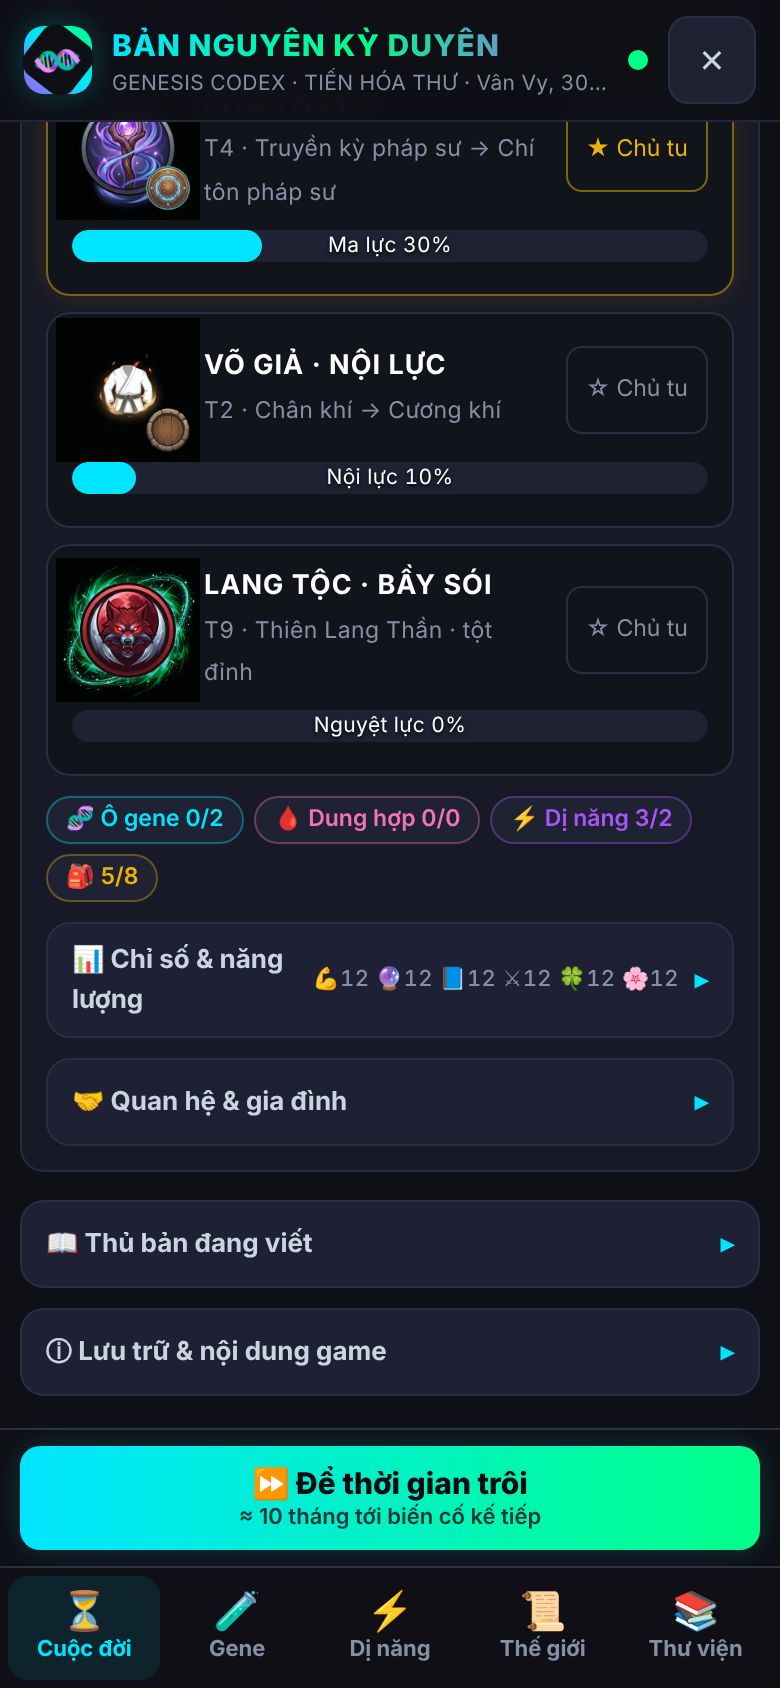 BẢN NGUYÊN KỲ DUYÊN
GENESIS CODEX · TIẾN HÓA THƯ · Vân Vy, 30...
✕
T4 · Truyền kỳ pháp sư → Chí
tôn pháp sư
★ Chủ tu
Ma lực 30%
VÕ GIẢ · NỘI LỰC
T2 · Chân khí → Cương khí
☆ Chủ tu
Nội lực 10%
LANG TỘC · BẦY SÓI
T9 · Thiên Lang Thần · tột
đỉnh
☆ Chủ tu
Nguyệt lực 0%
🧬 Ô gene 0/2 🩸 Dung hợp 0/0 ⚡ Dị năng 3/2
🎒 5/8
📊 Chỉ số & năng
lượng
💪12 🔮12 📘12 ⚔12 🍀12 🌸12 ▶
🤝 Quan hệ & gia đình ▶
📖 Thủ bản đang viết ▶
ⓘ Lưu trữ & nội dung game ▶
⏩ Để thời gian trôi
≈ 10 tháng tới biến cố kế tiếp
Cuộc đời Gene Dị năng Thế giới Thư viện